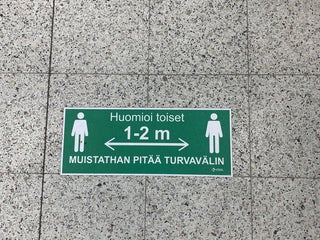 Huomioi toiset
1-2 m
MUISTATHAN PITÄÄ TURVAVÄLIN